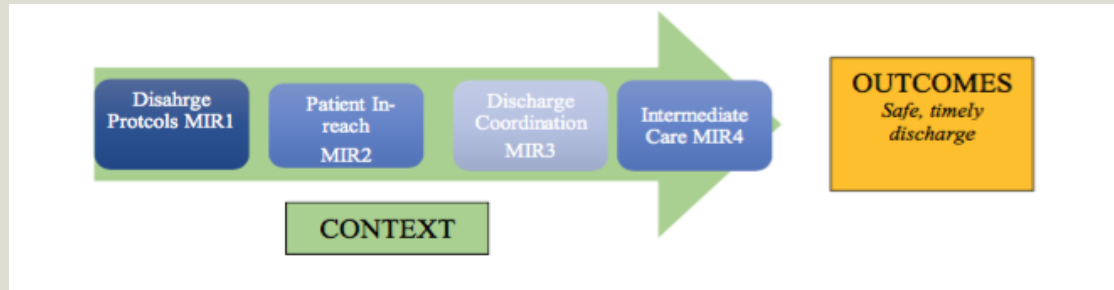 Disahrge
Protcols MIR1
Patient In-
reach
MIR2
Discharge
Coordination
MIR3
Intermediate
Care MIR4
OUTCOMES
Safe, timely
discharge
CONTEXT